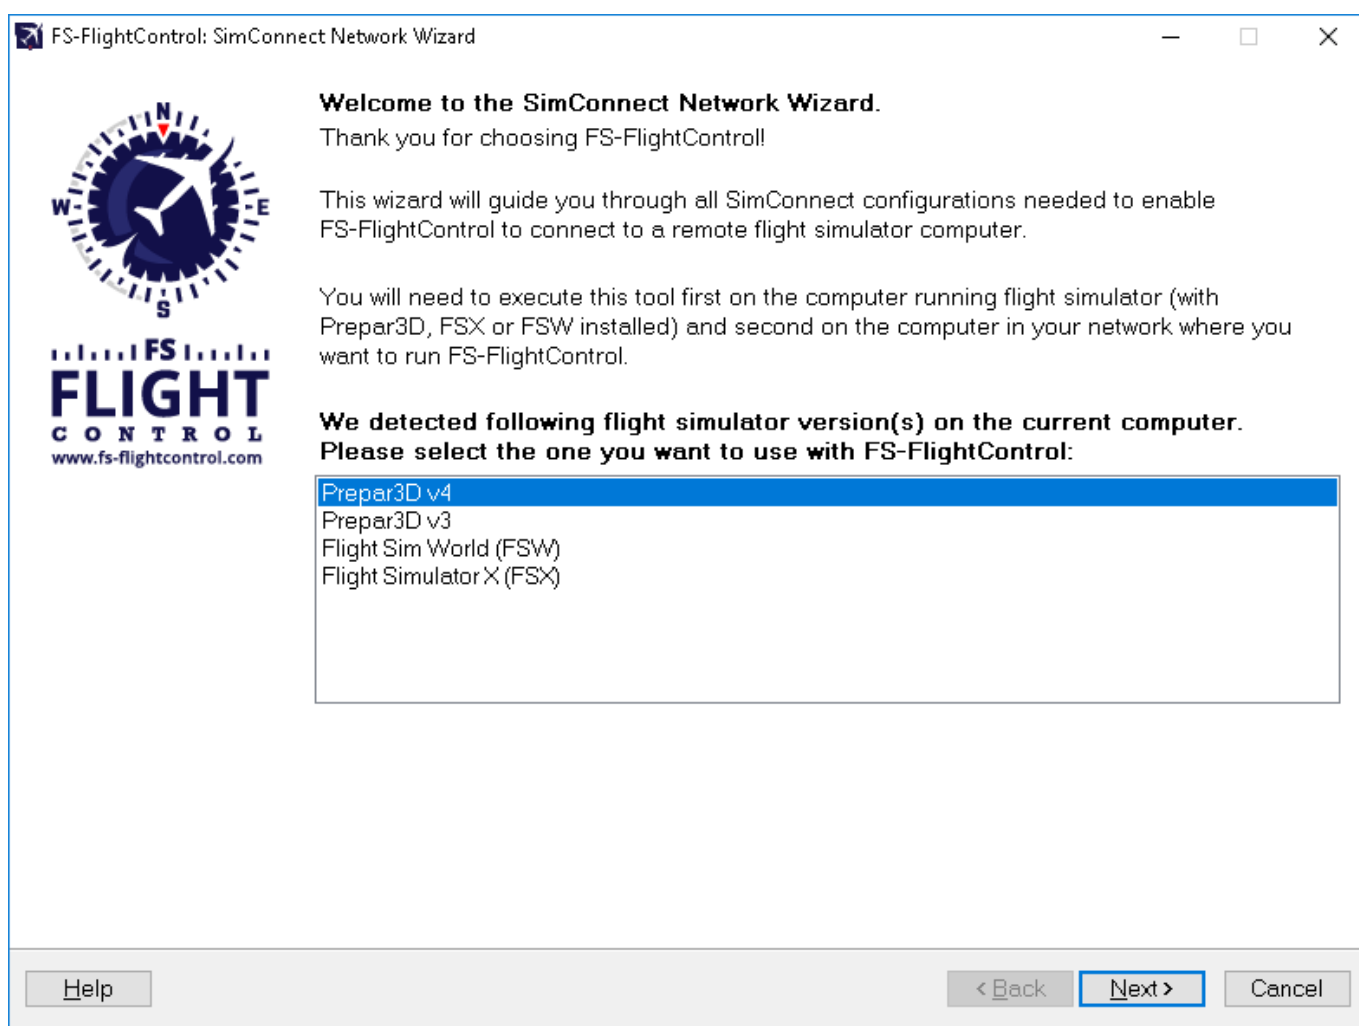 FS-FlightControl: SimConnect Network Wizard
N
W
E
S
FS
FLIGHT
CONTROL
www.fs-flightcontrol.com
Welcome to the SimConnect Network Wizard.
Thank you for choosing FS-FlightControl!
This wizard will guide you through all SimConnect configurations needed to enable
FS-FlightControl to connect to a remote flight simulator computer.
You will need to execute this tool first on the computer running flight simulator (with
Prepar3D, FSX or FSW installed) and second on the computer in your network where you
want to run FS-FlightControl.
We detected following flight simulator version(s) on the current computer.
Please select the one you want to use with FS-FlightControl:
Prepar3D v4
Prepar3D v3
Flight Sim World (FSW)
Flight Simulator X (FSX)
Help
< Back
Next >
Cancel